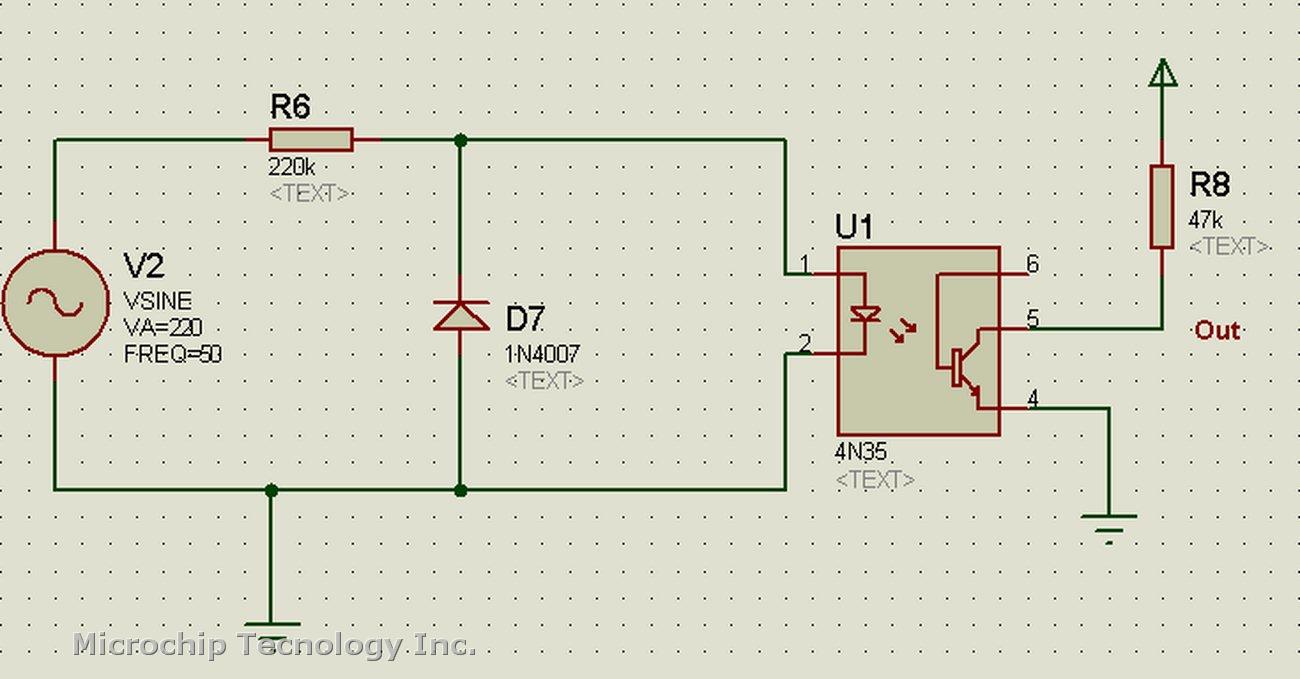 R6
220k
<TEXT>
V2
VSINE
VA=220
FREQ=50
D7
1N4007
<TEXT>
U1
1
2
6
5
4
4N35
<TEXT>
R8
47k
<TEXT>
Out
Microchip Tecnology Inc.